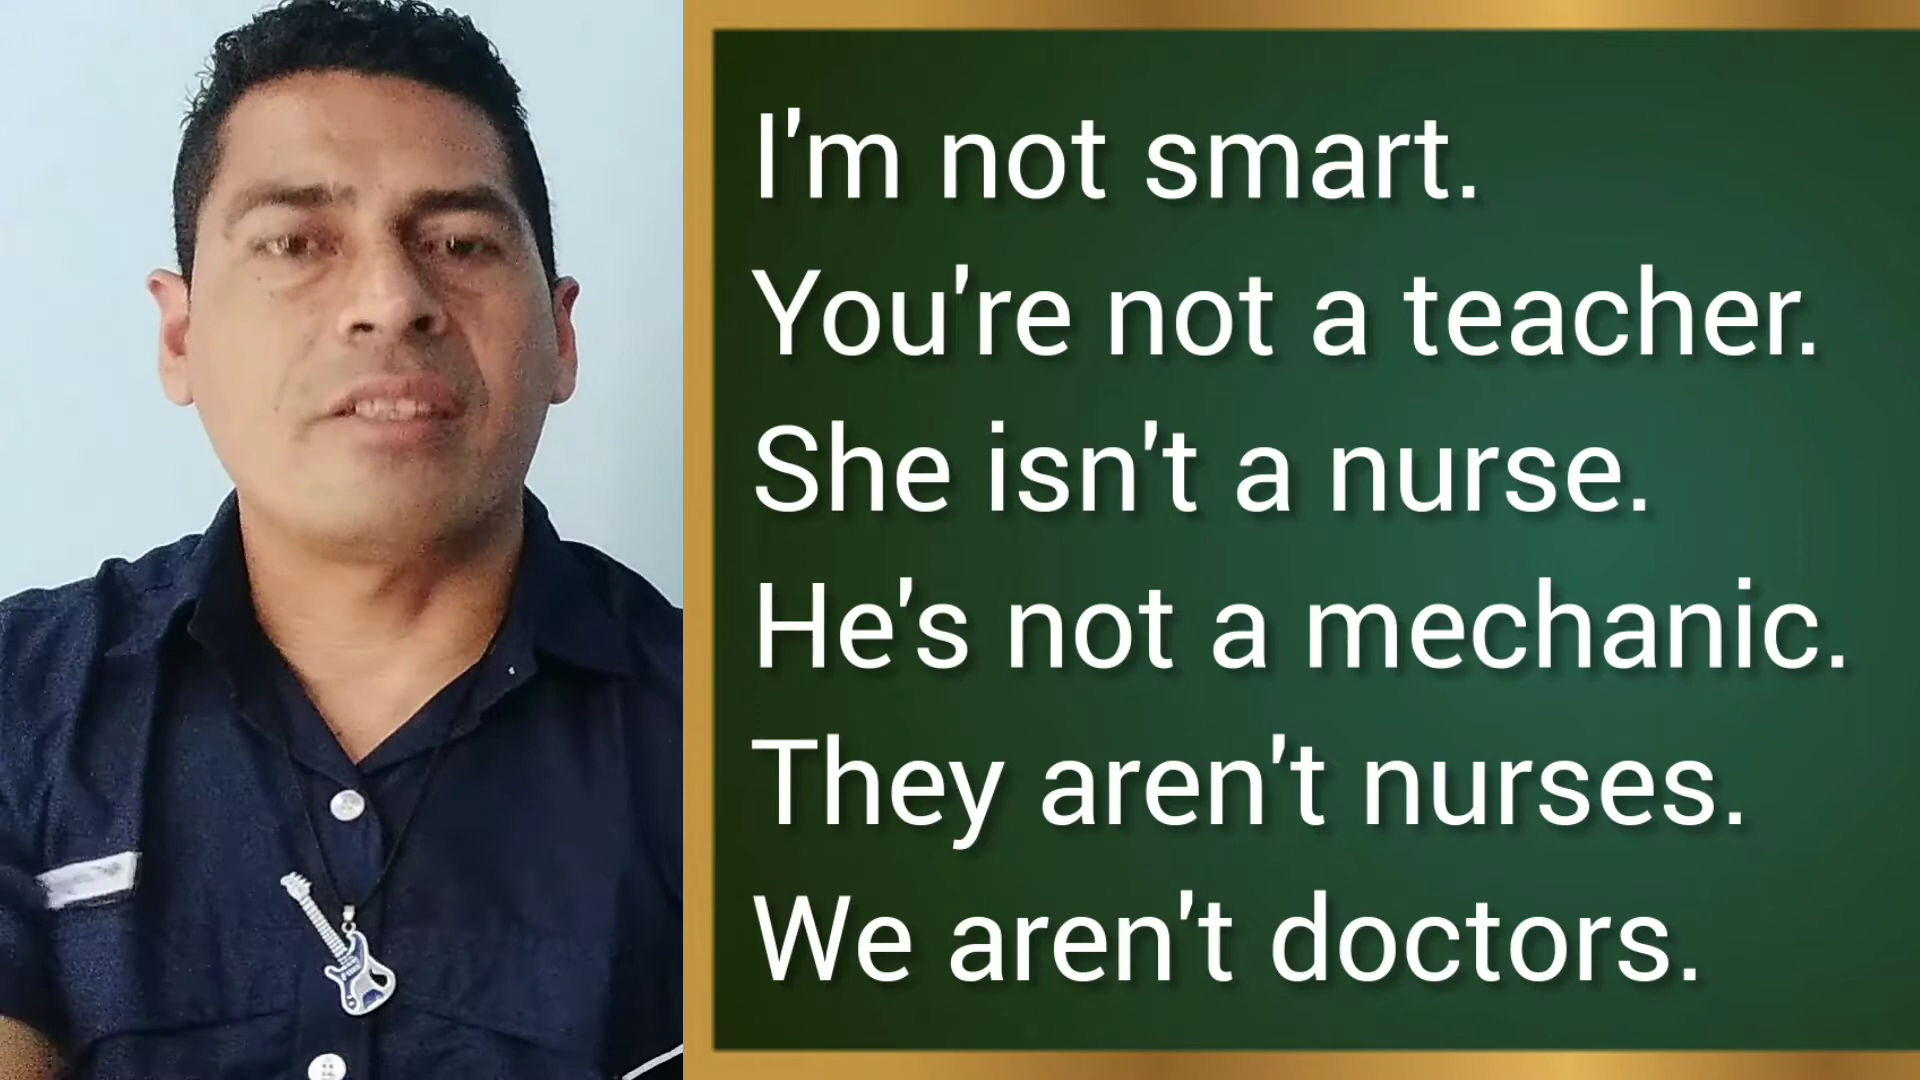 I'm not smart.
You're not a teacher.
She isn't a nurse.
He's not a mechanic.
They aren't nurses.
We aren't doctors.